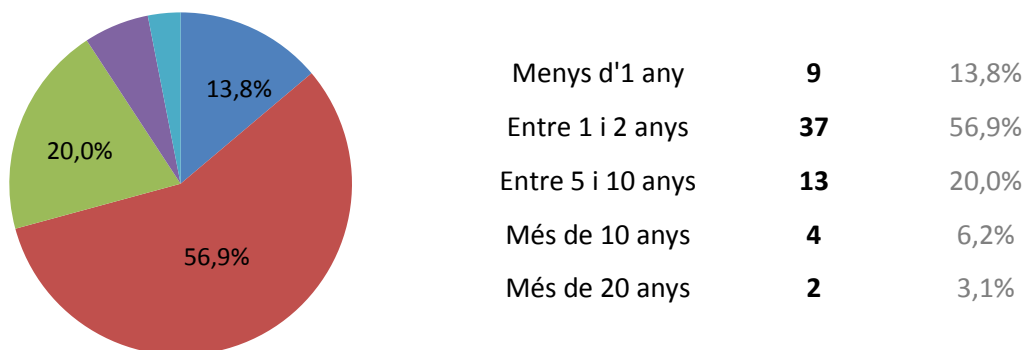 13,8%
20,0%
56,9%
Menys d'1 any 9 13,8%
Entre 1 i 2 anys 37 56,9%
Entre 5 i 10 anys 13 20,0%
Més de 10 anys 4 6,2%
Més de 20 anys 2 3,1%